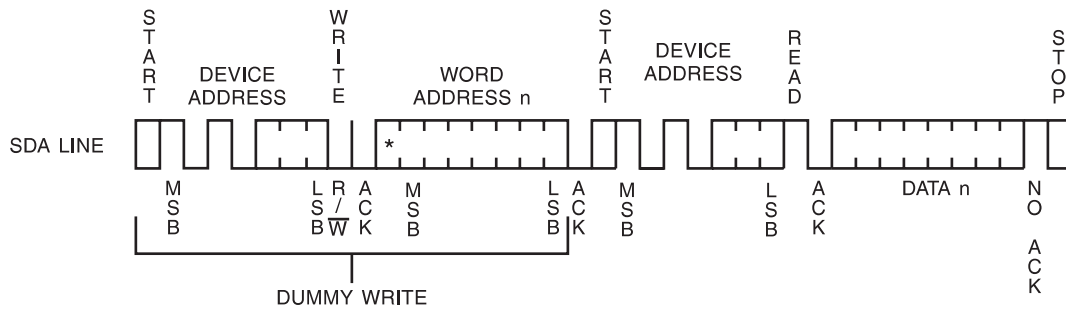 START
DEVICE
ADDRESS
WRITE
WORD
ADDRESS n
START
DEVICE
ADDRESS
READ
STOP
SDA LINE
*
MSB
LSB
R/W
ACK
MSB
LSB
ACK
MSB
LSB
ACK
DATA n
NO ACK
DUMMY WRITE